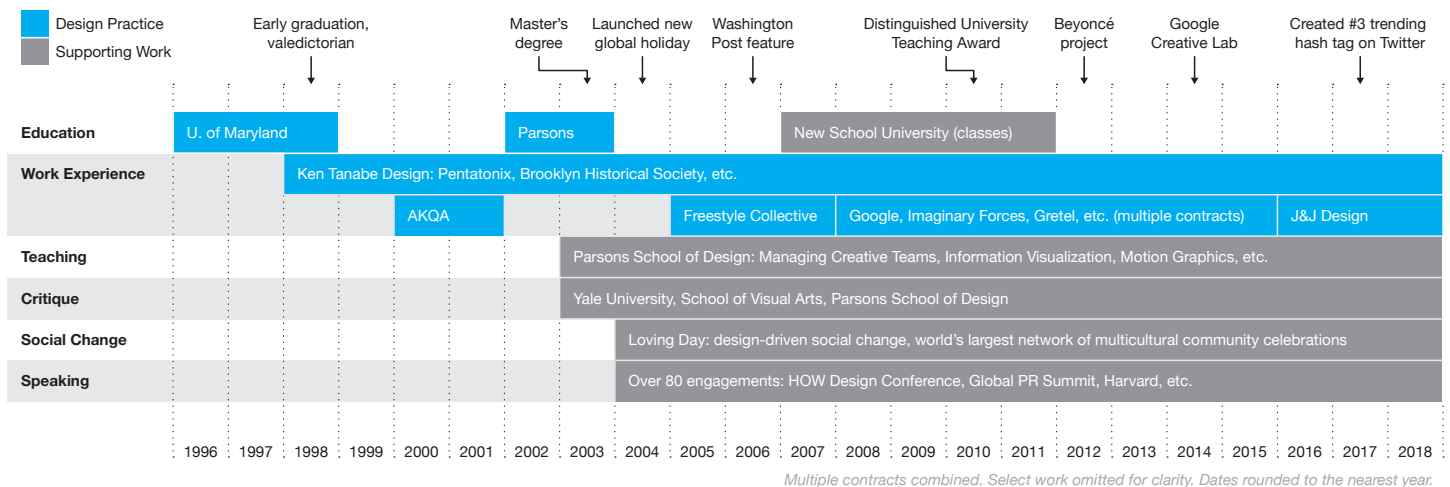 Design Practice
Supporting Work
Early graduation,
valedictorian
Master's
degree
Launched new
global holiday
Washington
Post feature
Distinguished University
Teaching Award
Beyoncé
project
Google
Creative Lab
Created #3 trending
hash tag on Twitter
Education
U. of Maryland
Parsons
New School University (classes)
Work Experience
Ken Tanabe Design: Pentatonix, Brooklyn Historical Society, etc.
AKQA
Freestyle Collective
Google, Imaginary Forces, Gretel, etc. (multiple contracts)
J&J Design
Teaching
Parsons School of Design: Managing Creative Teams, Information Visualization, Motion Graphics, etc.
Critique
Yale University, School of Visual Arts, Parsons School of Design
Social Change
Loving Day: design-driven social change, world's largest network of multicultural community celebrations
Speaking
Over 80 engagements: HOW Design Conference, Global PR Summit, Harvard, etc.
1996 1997 1998 1999 2000 2001 2002 2003 2004 2005 2006 2007 2008 2009 2010 2011 2012 2013 2014 2015 2016 2017 2018
Multiple contracts combined. Select work omitted for clarity. Dates rounded to the nearest year.